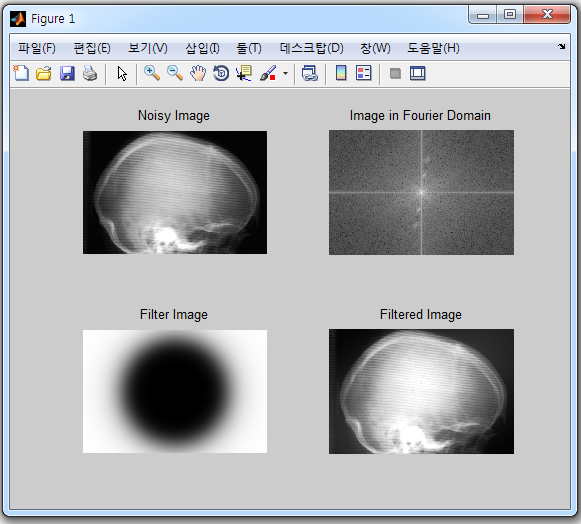 Figure 1
파일(F) 편집(E) 보기(V) 삽입(I) 툴(T) 데스크탑(D) 창(W) 도움말(H)
Noisy Image
Image in Fourier Domain
Filter Image
Filtered Image